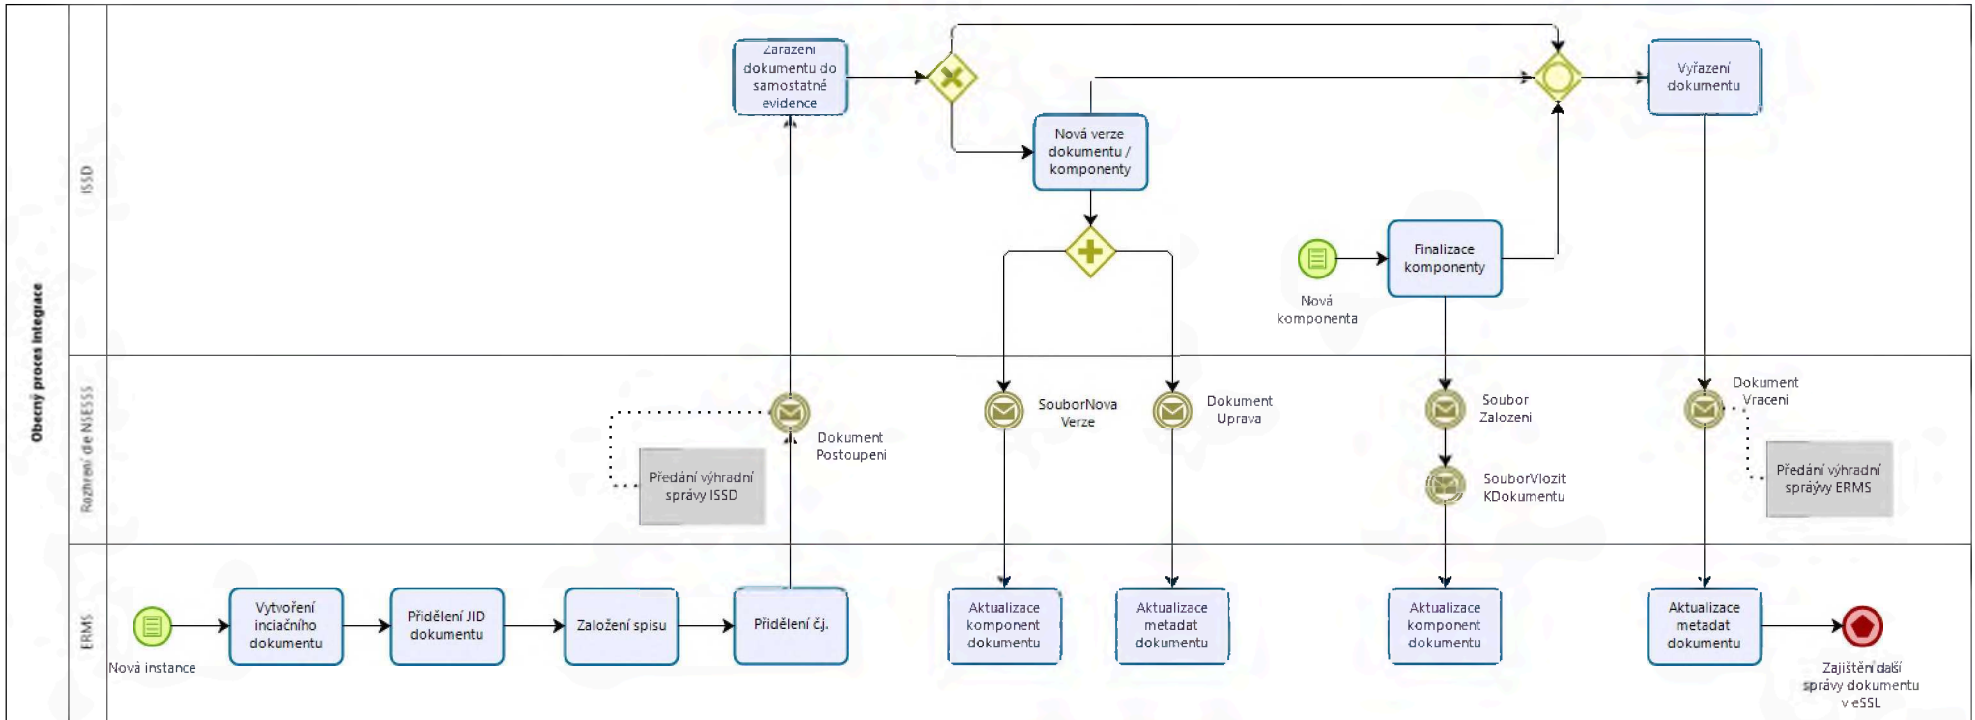 Obecný proces integrace
ISSD
Zařazení
dokumentu do
samostatné
evidence
Nová verze
dokumentu /
komponenty
Nová
komponenta
Finalizace
komponenty
Vyřazení
dokumentu
Rozhrení dle NSESSS
Předání výhradní
správy ISSD
Dokument
Postoupeni
SouborNova
Verze
Dokument
Uprava
Soubor
Zalozeni
SouborVlozit
KDokumentu
Dokument
Vraceni
Předání výhradní
správvy ERMS
ERMS
Nová instance
Vytvoření
inciačního
dokumentu
Přidělení JID
dokumentu
Založení spisu
Přidělení č.j.
Aktualizace
komponent
dokumentu
Aktualizace
metadat
dokumentu
Aktualizace
komponent
dokumentu
Aktualizace
metadat
dokumentu
Zajištění další
správy dokumentu
v eSSL